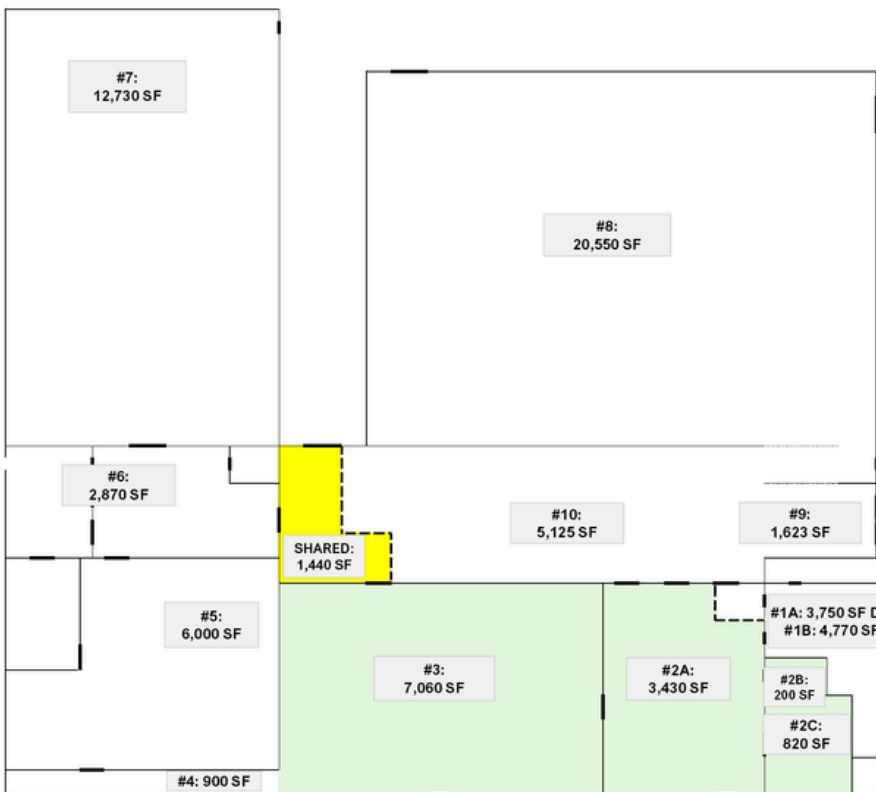 #7:
12,730 SF
#8:
20,550 SF
#6:
2,870 SF
#10:
5,125 SF
#9:
1,623 SF
SHARED:
1,440 SF
#5:
6,000 SF
#1A: 3,750 SF D
#1B: 4,770 SF
#3:
7,060 SF
#2A:
3,430 SF
#2B:
200 SF
#2C:
820 SF
#4: 900 SF